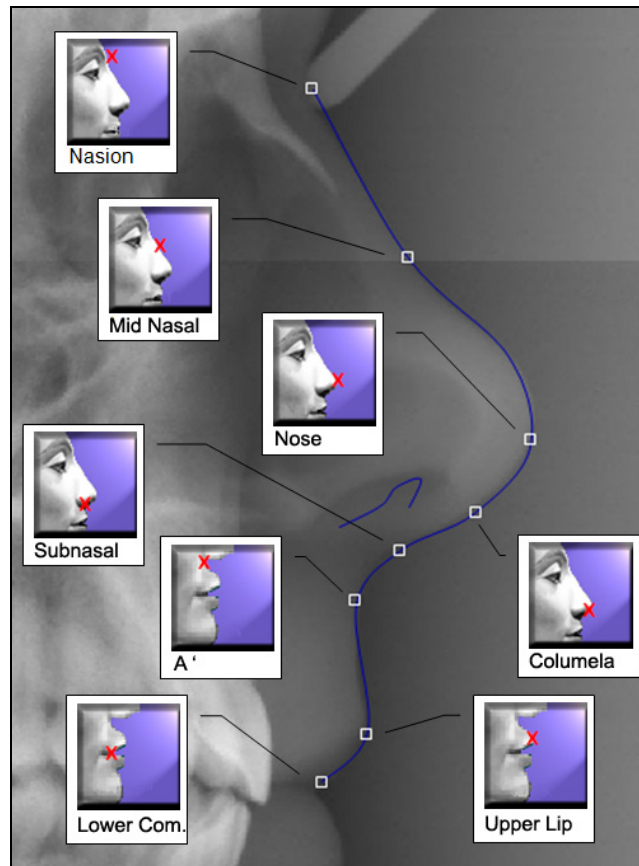 Nasion
Mid Nasal
Nose
Subnasal
A '
Columela
Lower Com.
Upper Lip